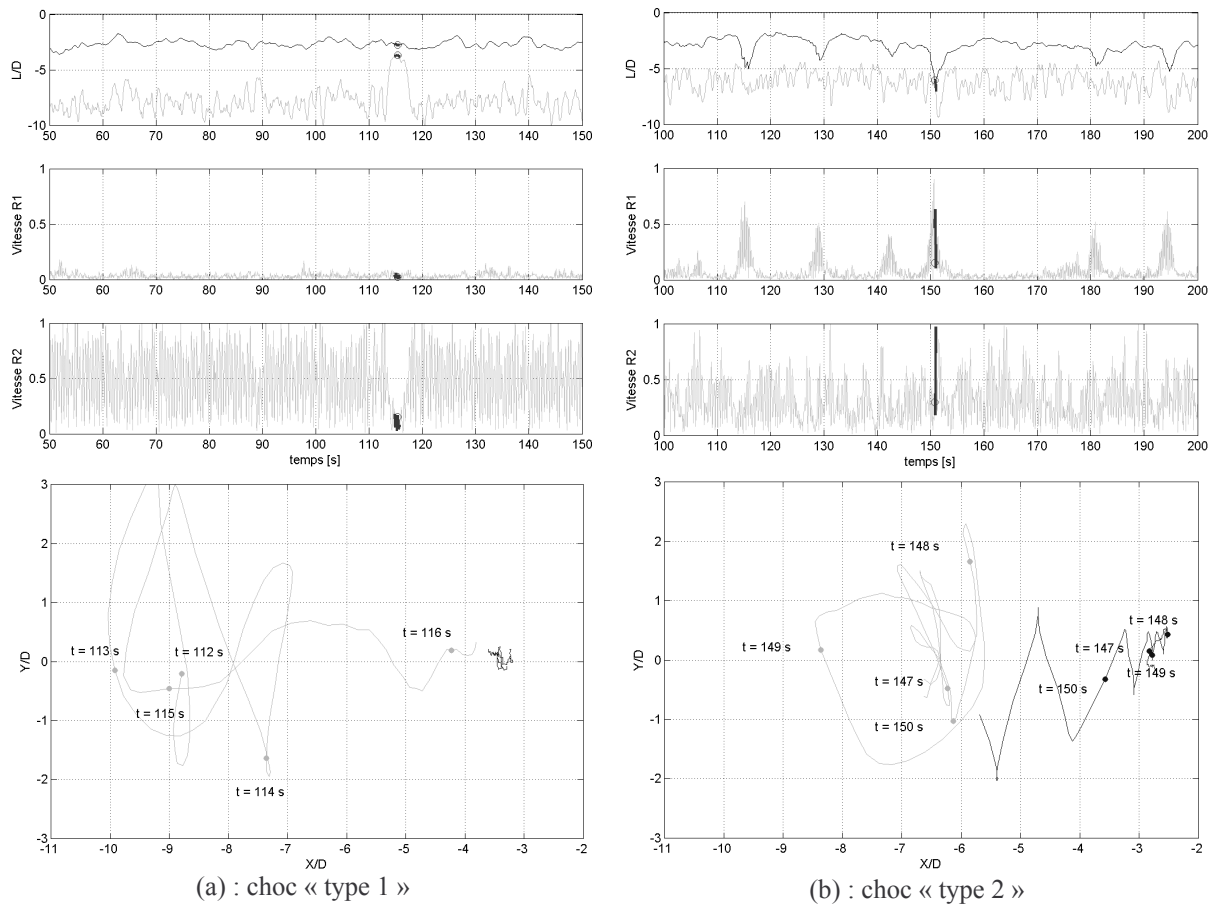 0
-5
-10
L/D
50 60 70 80 90 100 110 120 130 140 150
1
0.5
0
Vitesse R1
50 60 70 80 90 100 110 120 130 140 150
1
0.5
0
Vitesse R2
50 60 70 80 90 100 110 120 130 140 150
temps [s]
3
2
1
0
-1
-2
-3
Y/D
t = 116 s
t = 113 s
t = 112 s
t = 115 s
t = 114 s
-11 -10 -9 -8 -7 -6 -5 -4 -3 -2
X/D
(a) : choc « type 1 »
0
-5
-10
L/D
100 110 120 130 140 150 160 170 180 190 200
1
0.5
0
Vitesse R1
100 110 120 130 140 150 160 170 180 190 200
1
0.5
0
Vitesse R2
100 110 120 130 140 150 160 170 180 190 200
temps [s]
3
2
1
0
-1
-2
-3
Y/D
t = 148 s
t = 148 s
t = 147 s
t = 149 s
t = 149 s
t = 147 s
t = 150 s
t = 150 s
-11 -10 -9 -8 -7 -6 -5 -4 -3 -2
X/D
(b) : choc « type 2 »